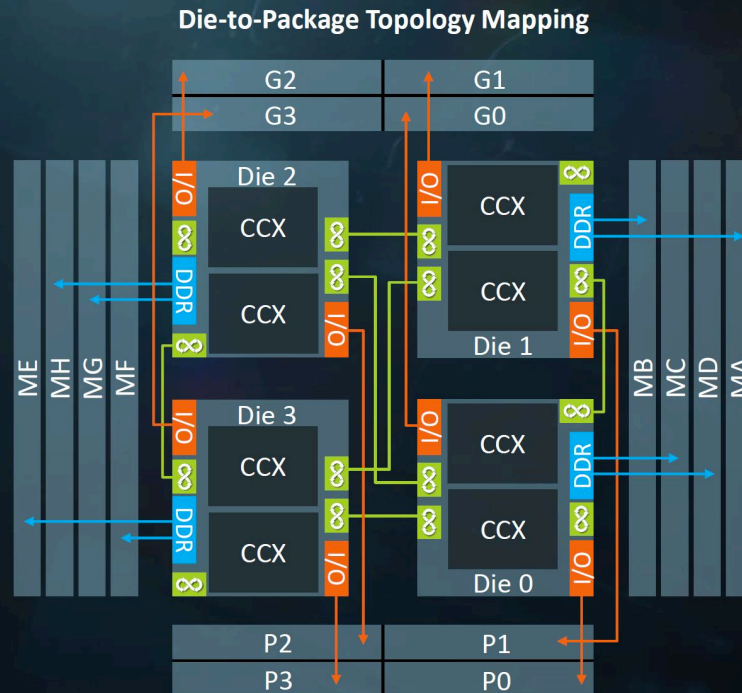 Die-to-Package Topology Mapping
G2
G1
G3
G0
I/O
Die 2
CCX
CCX
∞
DDR
∞
∞
∞
I/O
I/O
CCX
CCX
Die 1
∞
∞
∞
DDR
∞
I/O
ME
MH
MG
MF
MB
MC
MD
MA
I/O
Die 3
CCX
CCX
∞
DDR
∞
∞
∞
I/O
I/O
CCX
CCX
Die 0
∞
∞
∞
DDR
∞
I/O
P2
P1
P3
P0